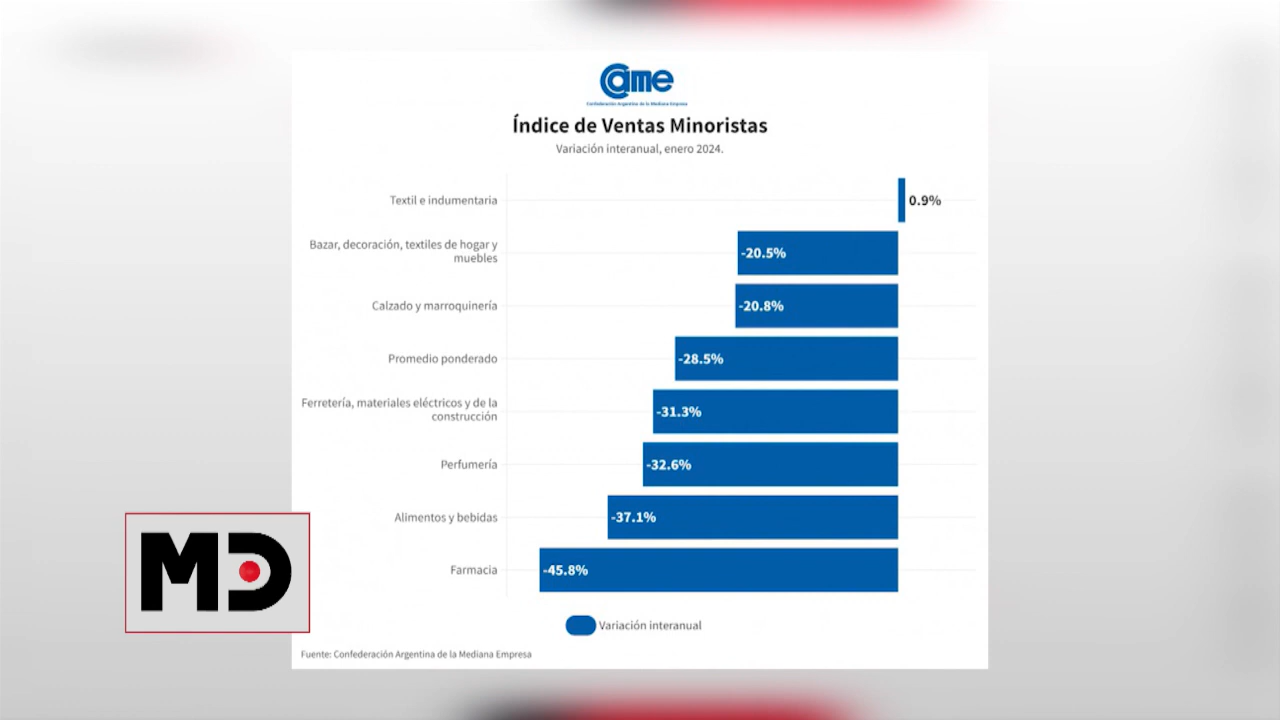 came
Confederación Argentina de la Mediana Empresa
Índice de Ventas Minoristas
Variación interanual, enero 2024.
Textil e indumentaria
0.9%
Bazar, decoración, textiles de hogar y
muebles
-20.5%
Calzado y marroquinería
-20.8%
Promedio ponderado
-28.5%
Ferretería, materiales eléctricos y de la
construcción
-31.3%
Perfumería
-32.6%
Alimentos y bebidas
-37.1%
Farmacia
-45.8%
Variación interanual
Fuente: Confederación Argentina de la Mediana Empresa
MD